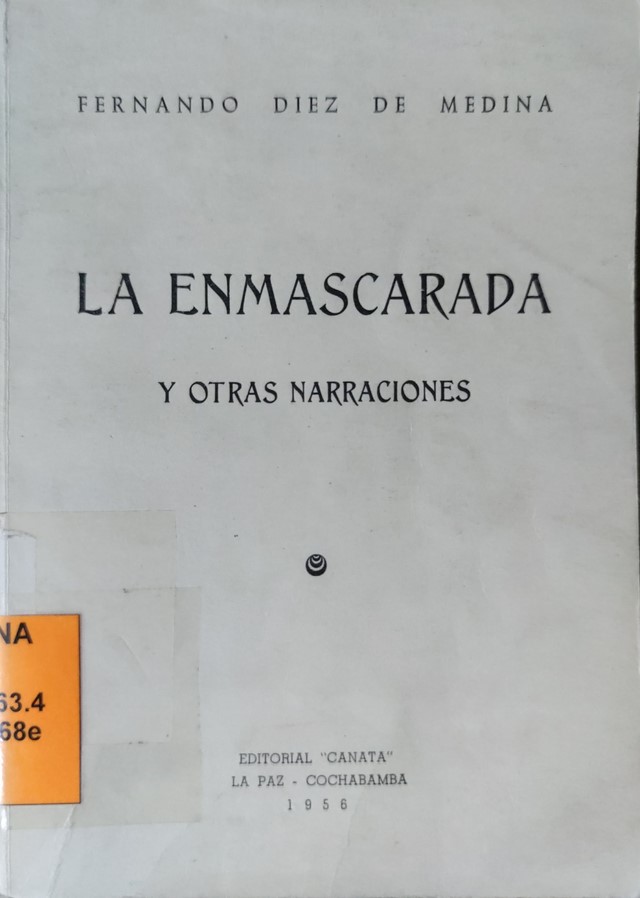 FERNANDO DIEZ DE MEDINA
LA ENMASCARADA
Y OTRAS NARRACIONES
NA
63.4
68e
EDITORIAL "CANATA"
LA PAZ - COCHABAMBA
1956